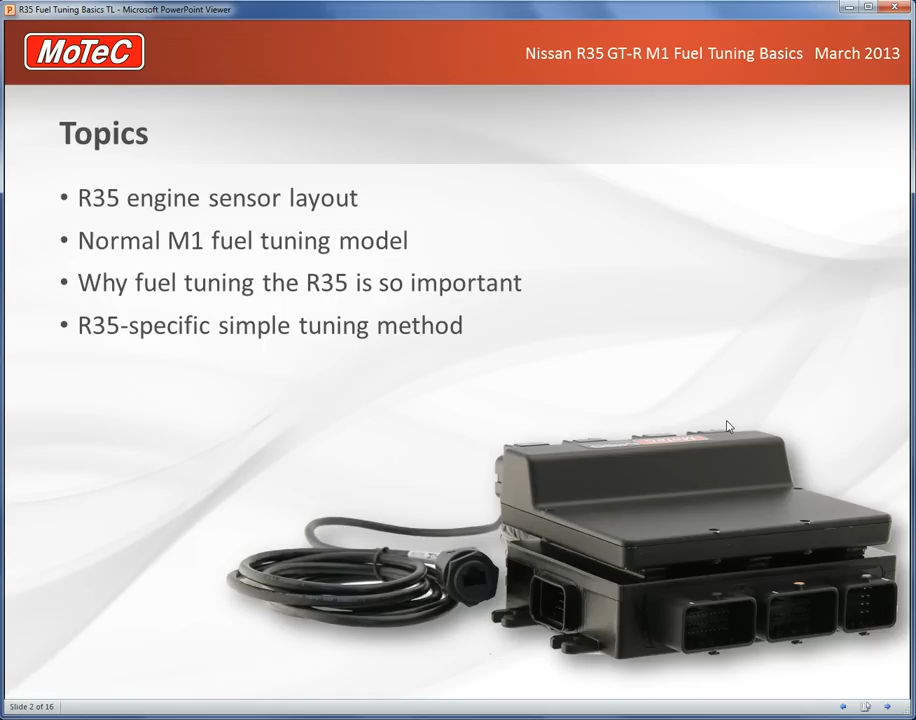 R35 Fuel Tuning Basics TL - Microsoft PowerPoint Viewer
MoTeC
Nissan R35 GT-R M1 Fuel Tuning Basics March 2013
Topics
• R35 engine sensor layout
• Normal M1 fuel tuning model
• Why fuel tuning the R35 is so important
• R35-specific simple tuning method
Slide 2 of 16